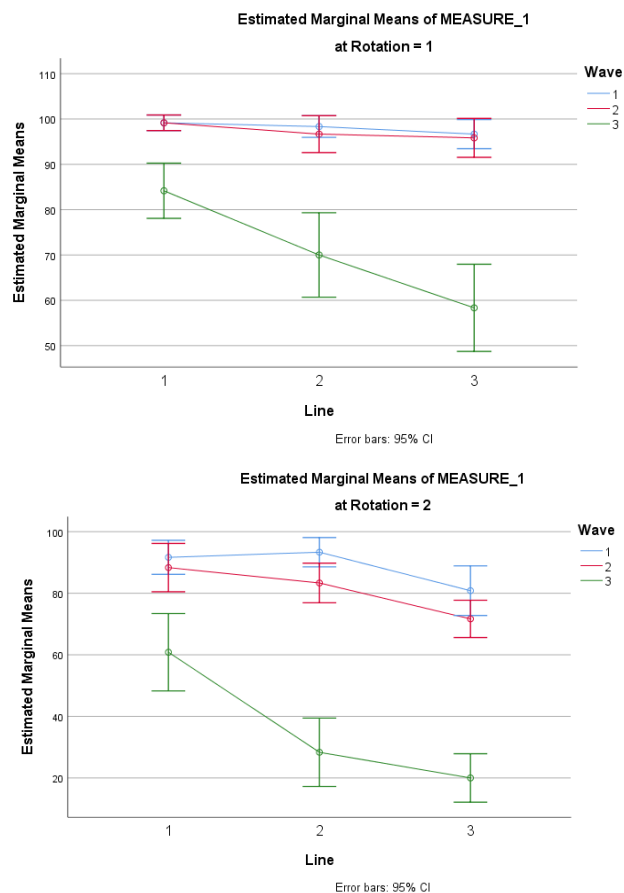 Estimated Marginal Means of MEASURE_1
at Rotation = 1
Estimated Marginal Means
110
100
90
80
70
60
50
1 2 3
Line
Error bars: 95% CI
Wave
1
2
3
Estimated Marginal Means of MEASURE_1
at Rotation = 2
Estimated Marginal Means
100
80
60
40
20
1 2 3
Line
Error bars: 95% CI
Wave
1
2
3